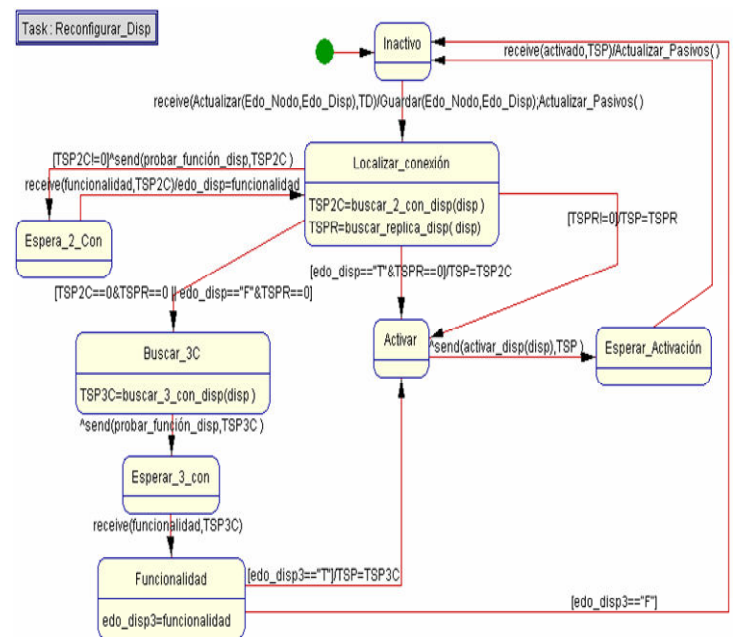 Task: Reconfigurar_Disp
Inactivo
receive(activado,TSP)/Actualizar_Pasivos()
receive(Actualizar(Edo_Nodo,Edo_Disp),TD)/Guardar(Edo_Nodo,Edo_Disp);Actualizar_Pasivos()
[TSP2C!=0]^send(probar_función_disp,TSP2C )
Localizar_conexión
receive(funcionalidad,TSP2C)/edo_disp=funcionalidad
TSP2C=buscar_2_con_disp(disp )
TSPR=buscar_replica_disp( disp)
[TSPR!=0]/TSP=TSPR
Espera_2_Con
[edo_disp=="T"&TSPR==0]/TSP=TSP2C
[TSP2C==0&TSPR==0 || edo_disp=="F"&TSPR==0]
Activar
^send(activar_disp(disp),TSP )
Esperar_Activación
Buscar_3C
TSP3C=buscar_3_con_disp(disp )
^send(probar_función_disp,TSP3C )
Esperar_3_con
receive(funcionalidad,TSP3C)
Funcionalidad
[edo_disp3=="T"]/TSP=TSP3C
edo_disp3=funcionalidad
[edo_disp3=="F"]